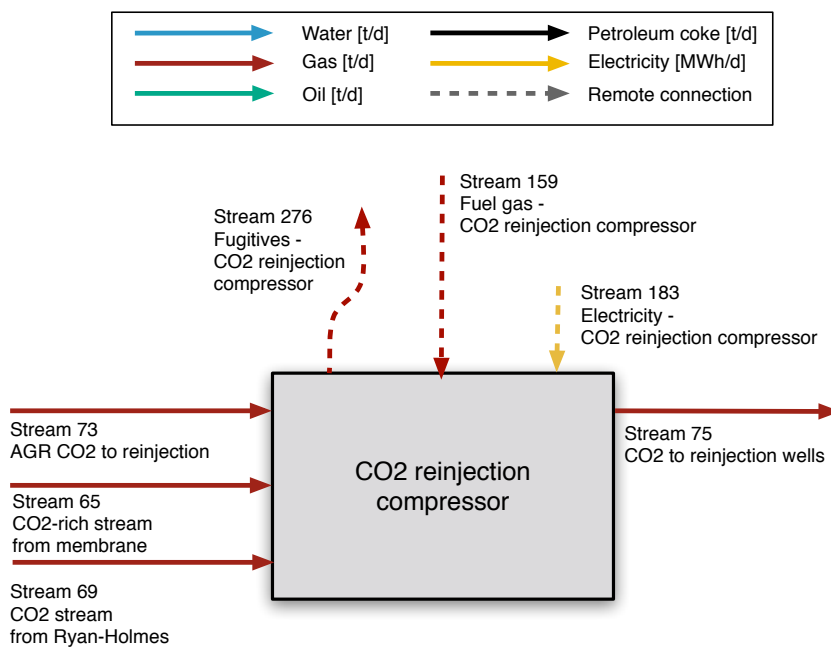 Water [t/d]
Gas [t/d]
Oil [t/d]
Petroleum coke [t/d]
Electricity [MWh/d]
Remote connection
Stream 276
Fugitives -
CO2 reinjection
compressor
Stream 159
Fuel gas -
CO2 reinjection compressor
Stream 183
Electricity -
CO2 reinjection compressor
Stream 73
AGR CO2 to reinjection
Stream 65
CO2-rich stream
from membrane
Stream 69
CO2 stream
from Ryan-Holmes
CO2 reinjection
compressor
Stream 75
CO2 to reinjection wells